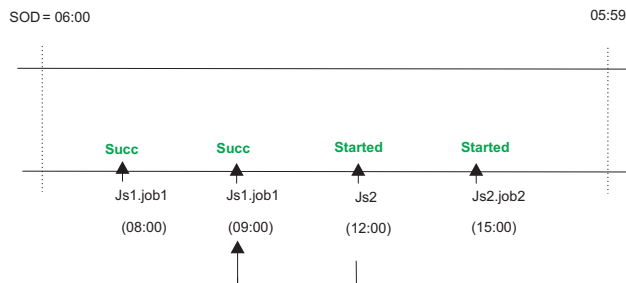 SOD = 06:00 05:59
Succ Succ Started Started
Js1.job1 Js1.job1 Js2 Js2.job2
(08:00) (09:00) (12:00) (15:00)